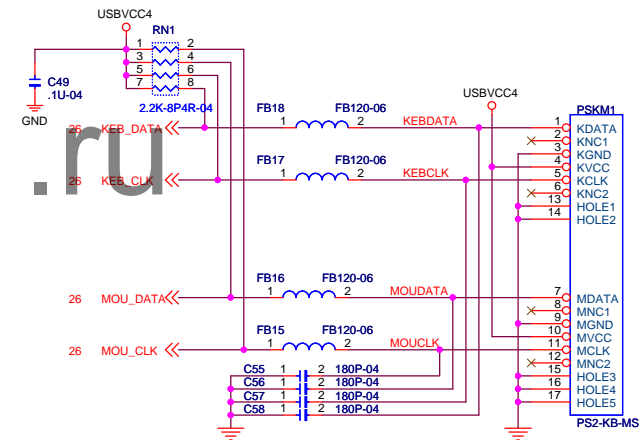 USBVCC4
RN1
1 2
3 4
5 6
7 8
2.2K-8P4R-04
C49
.1U-04
GND
USBVCC4
PSKM1
26 KEB_DATA
FB18 FB120-06
1 2
KEBDATA
26 KEB_CLK
FB17 FB120-06
1 2
KEBCLK
.ru
1 KDATA
2 KNC1
3 KGND
4 KVCC
5 KCLK
6 KNC2
13 HOLE1
14 HOLE2
26 MOU_DATA
FB16 FB120-06
1 2
MOUDATA
26 MOU_CLK
FB15 FB120-06
1 2
MOUCLK
7 MDATA
8 MNC1
9 MGND
10 MVCC
11 MCLK
12 MNC2
15 HOLE3
16 HOLE4
17 HOLE5
C55 1 2 180P-04
C56 1 2 180P-04
C57 1 2 180P-04
C58 1 2 180P-04
PS2-KB-MS